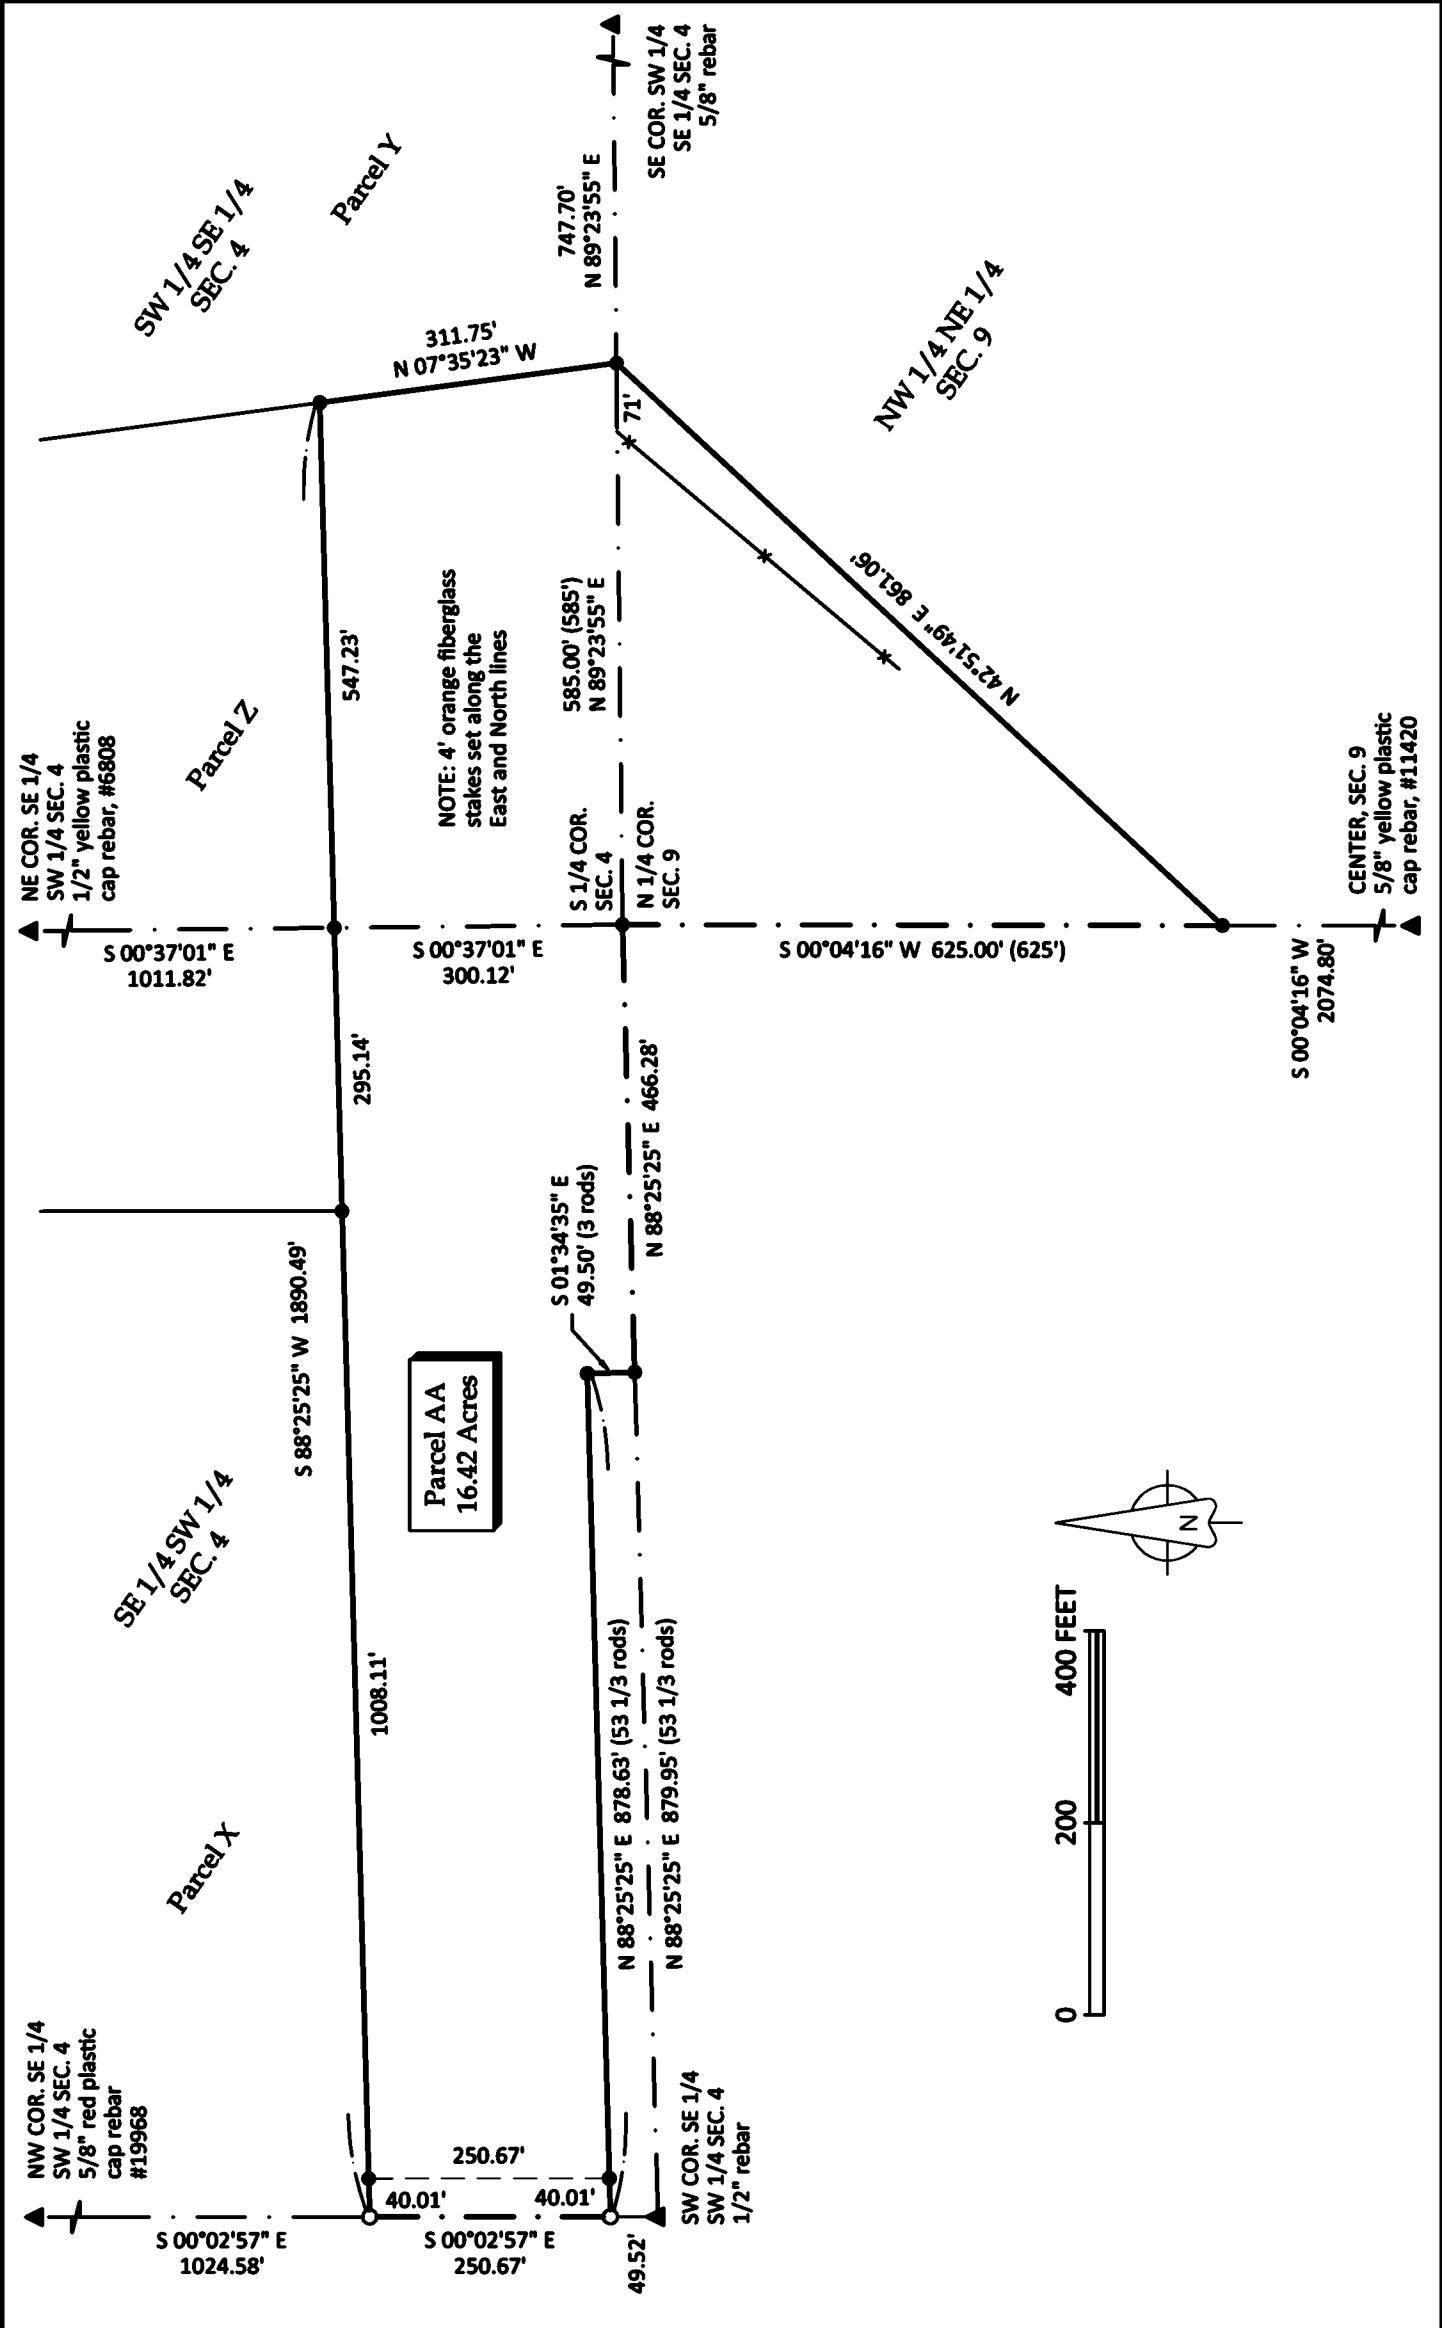 NW COR. SE 1/4
SW 1/4 SEC. 4
5/8" red plastic
cap rebar
#19968
NE COR. SE 1/4
SW 1/4 SEC. 4
1/2" yellow plastic
cap rebar, #6808
SW 1/4 SE 1/4
SEC. 4
Parcel Y
Parcel Z
SE 1/4 SW 1/4
SEC. 4
Parcel X
S 00°02'57" E
1024.58'
S 00°37'01" E
1011.82'
S 88°25'25" W 1890.49'
1008.11'
295.14'
547.23'
311.75'
N 07°35'23" W
Parcel AA
16.42 Acres
NOTE: 4' orange fiberglass
stakes set along the
East and North lines
S 00°37'01" E
300.12'
250.67'
40.01'
40.01'
S 00°02'57" E
250.67'
49.52'
S 01°34'35" E
49.50' (3 rods)
N 88°25'25" E 878.63' (53 1/3 rods)
N 88°25'25" E 879.95' (53 1/3 rods)
N 88°25'25" E 466.28'
S 1/4 COR.
SEC. 4
N 1/4 COR.
SEC. 9
585.00' (585')
N 89°23'55" E
71'
747.70'
N 89°23'55" E
SE COR. SW 1/4
SE 1/4 SEC. 4
5/8" rebar
SW COR. SE 1/4
SW 1/4 SEC. 4
1/2" rebar
NW 1/4 NE 1/4
SEC. 9
N 42°51'49" E 861.06'
S 00°04'16" W 625.00' (625')
S 00°04'16" W
2074.80'
CENTER, SEC. 9
5/8" yellow plastic
cap rebar, #11420
0
200
400 FEET
N